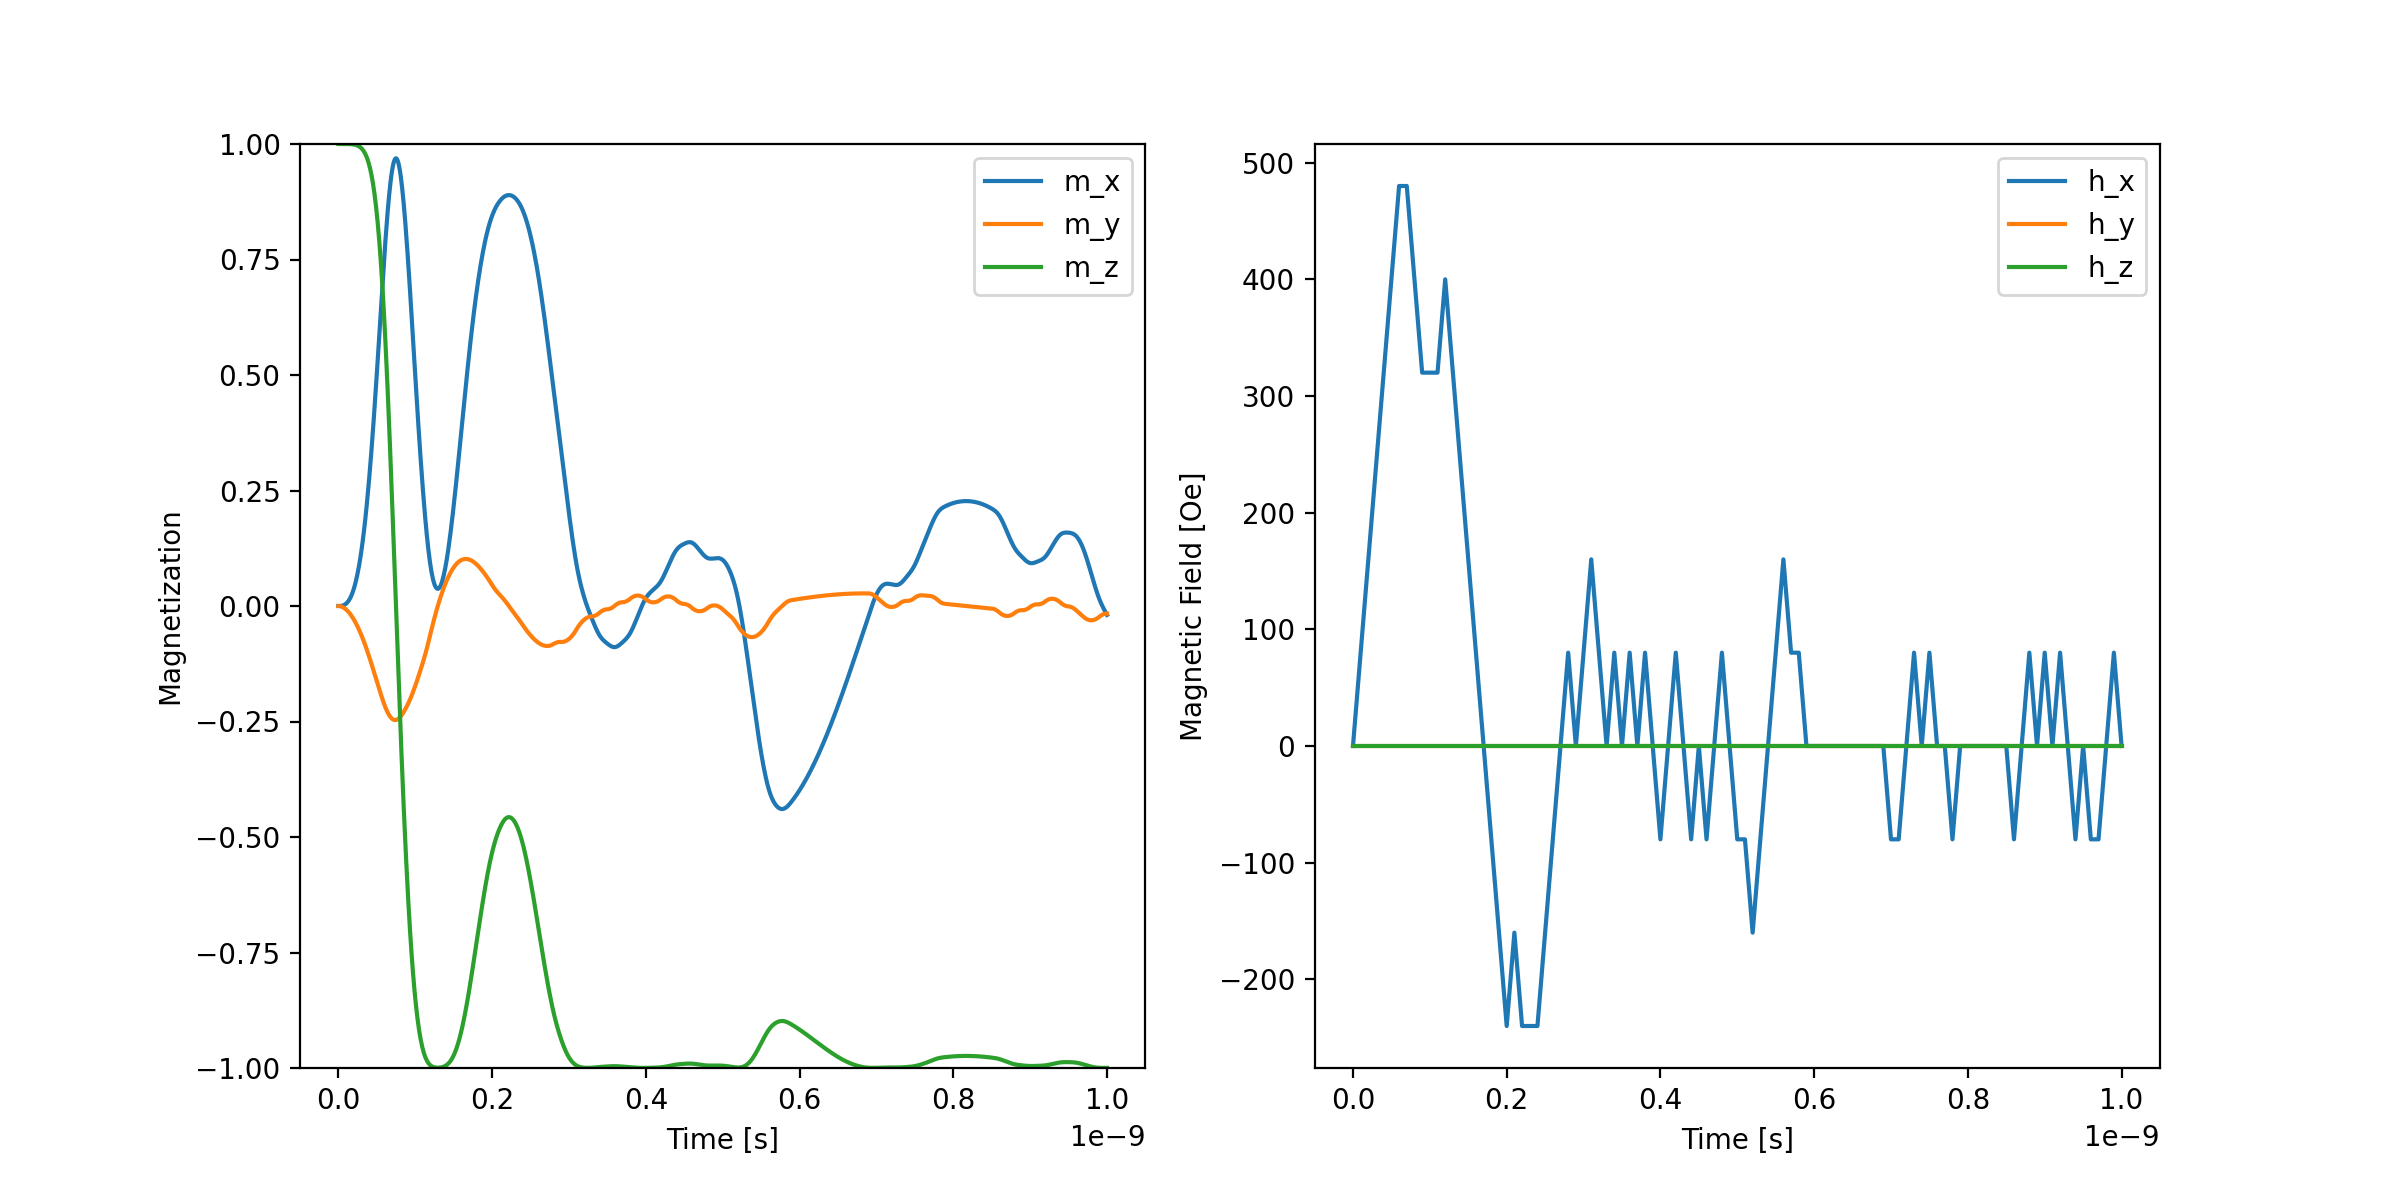 Magnetization
1.00
0.75
0.50
0.25
0.00
−0.25
−0.50
−0.75
−1.00
m_x
m_y
m_z
0.0 0.2 0.4 0.6 0.8 1.0
1e−9
Time [s]
Magnetic Field [Oe]
500
400
300
200
100
0
−100
−200
h_x
h_y
h_z
0.0 0.2 0.4 0.6 0.8 1.0
1e−9
Time [s]